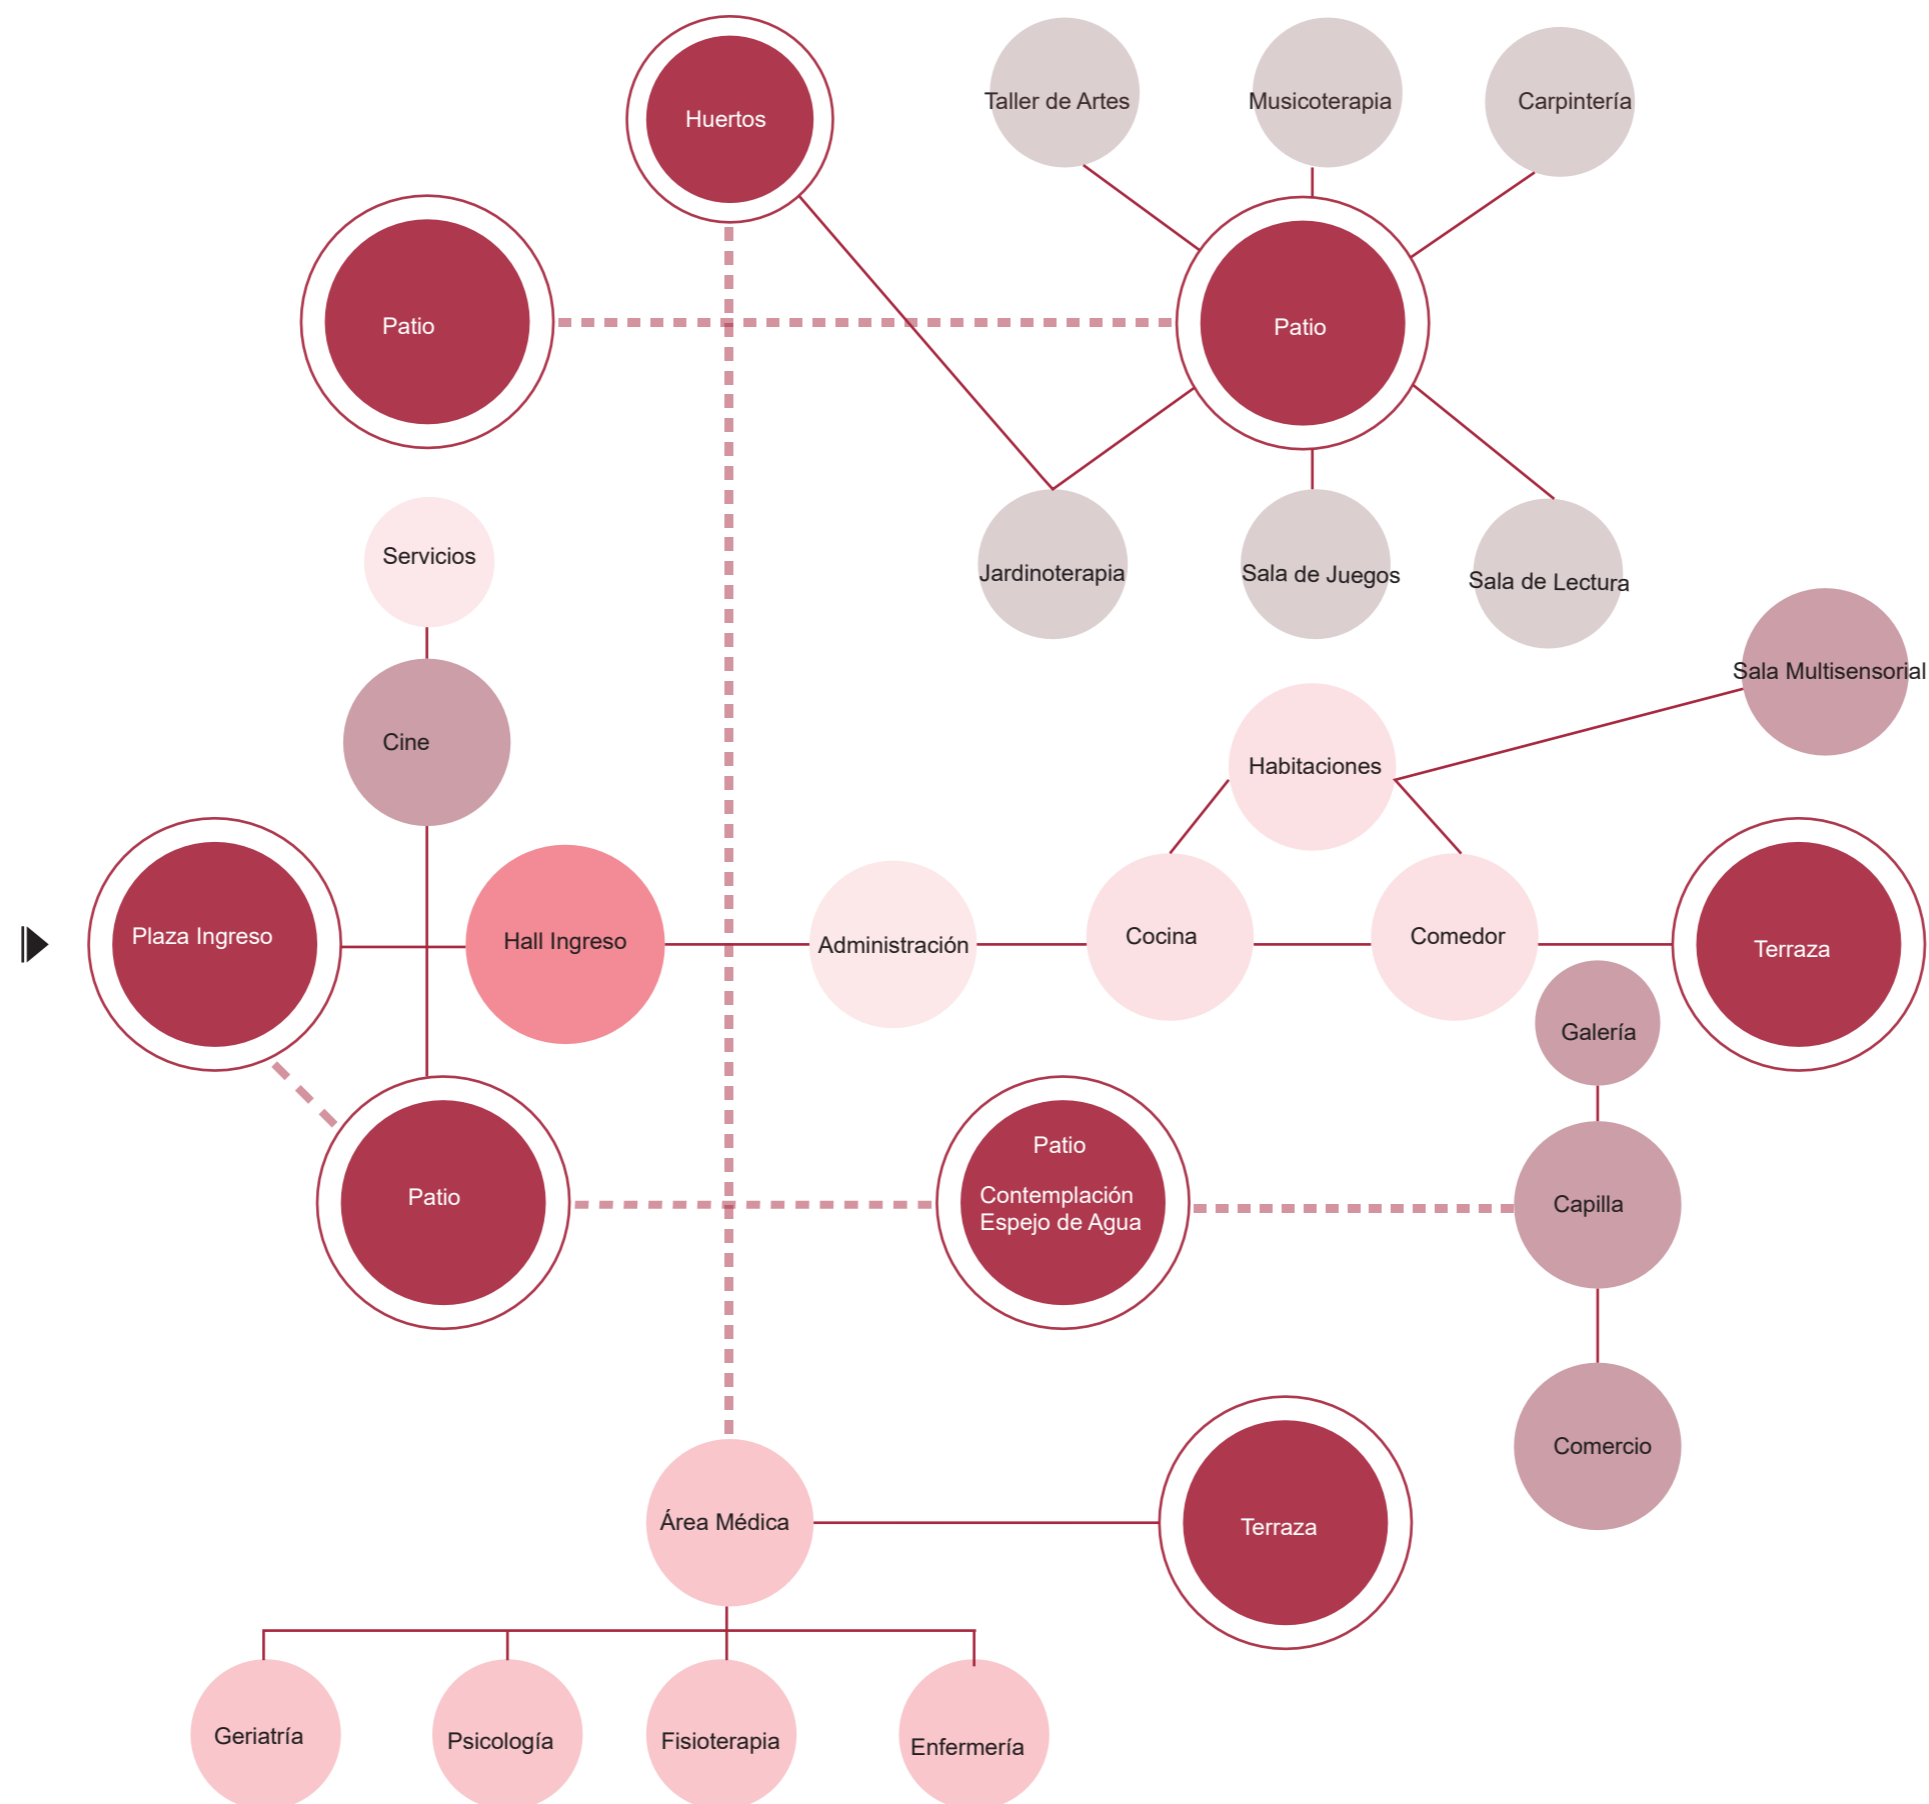 Taller de Artes
Musicoterapia
Carpintería
Huertos
Patio
Patio
Servicios
Jardinoterapia
Sala de Juegos
Sala de Lectura
Sala Multisensorial
Cine
Habitaciones
Plaza Ingreso
Hall Ingreso
Administración
Cocina
Comedor
Terraza
Galería
Patio
Patio
Contemplación
Espejo de Agua
Capilla
Comercio
Área Médica
Terraza
Geriatría
Psicología
Fisioterapia
Enfermería